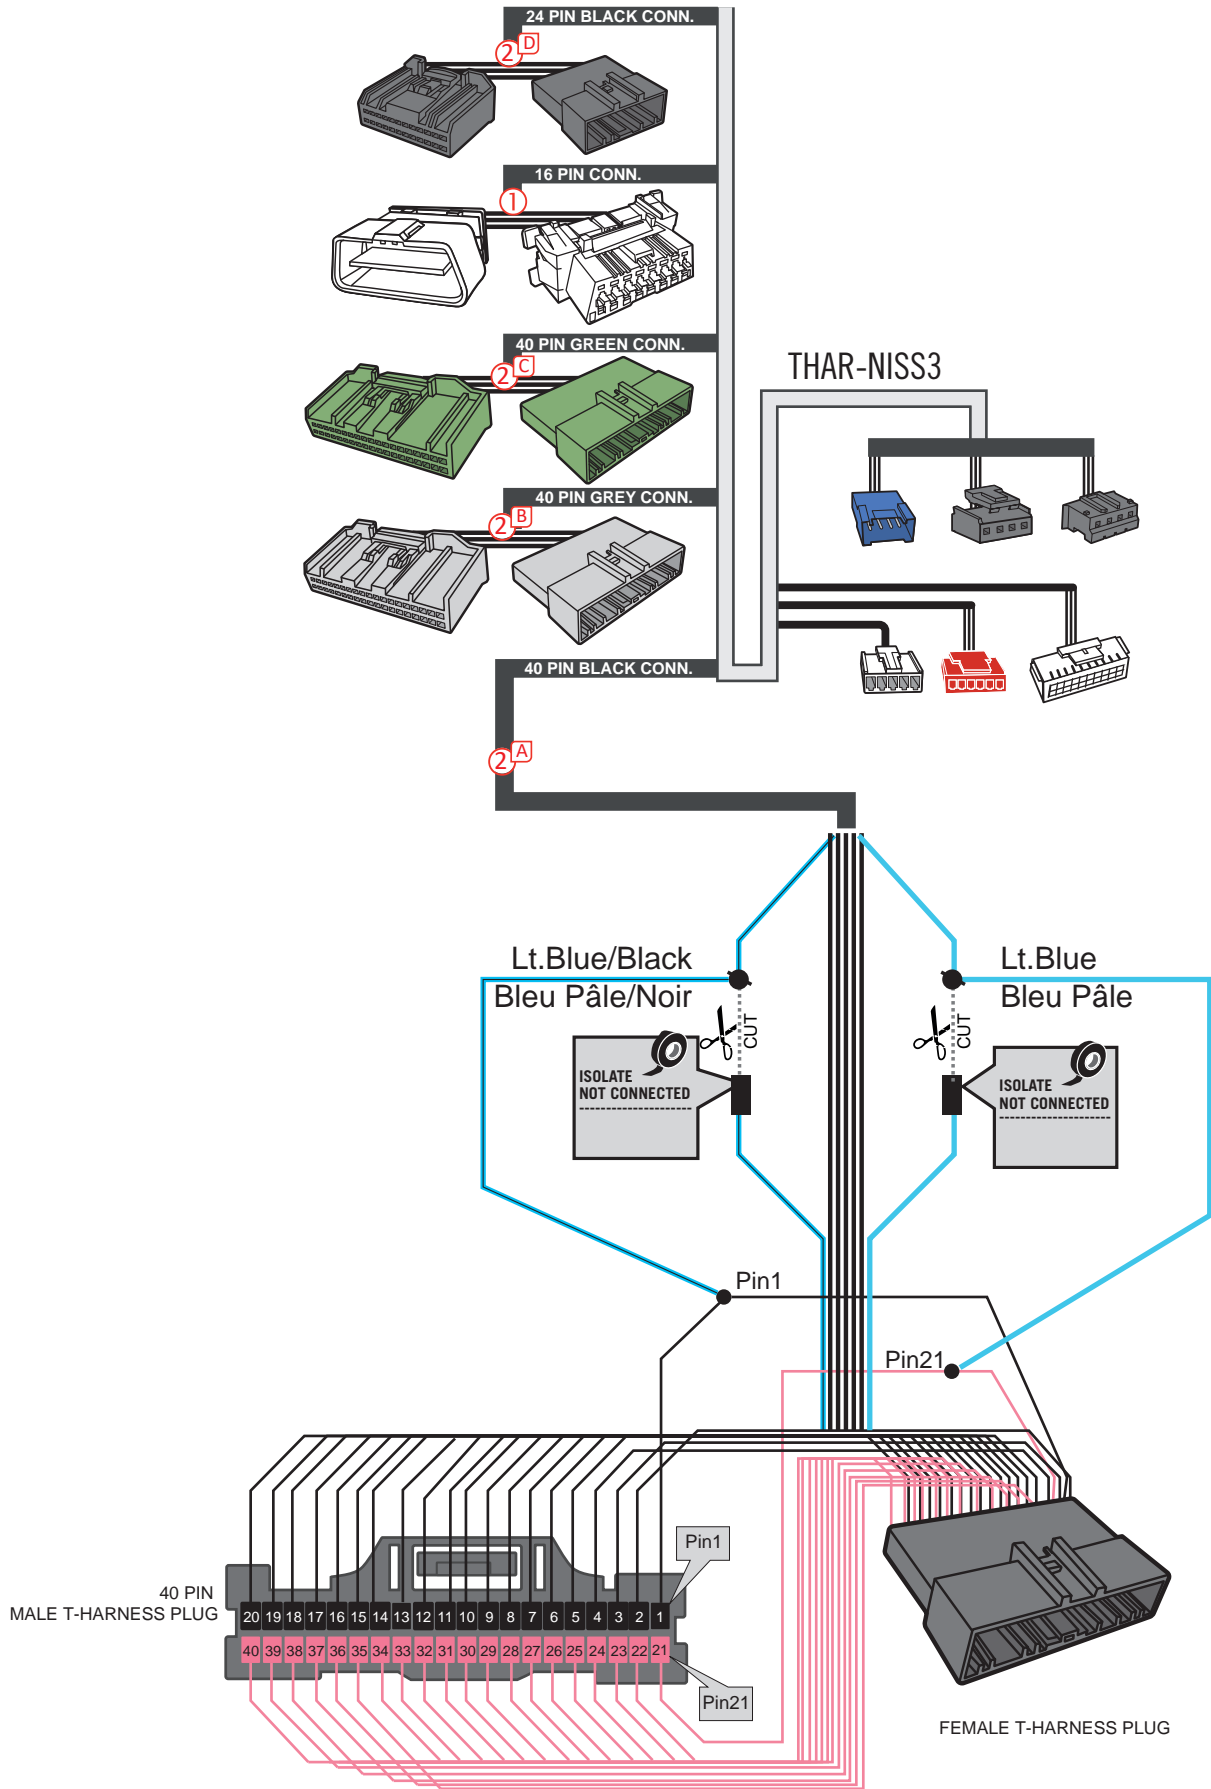 24 PIN BLACK CONN.
2 D
16 PIN CONN.
1
40 PIN GREEN CONN.
2 C
THAR-NISS3
40 PIN GREY CONN.
2 B
40 PIN BLACK CONN.
2 A
Lt.Blue/Black
Bleu Pâle/Noir
Lt.Blue
Bleu Pâle
CUT
CUT
ISOLATE
NOT CONNECTED
ISOLATE
NOT CONNECTED
Pin1
Pin21
Pin1
40 PIN
MALE T-HARNESS PLUG
20 19 18 17 16 15 14 13 12 11 10 9 8 7 6 5 4 3 2 1
40 39 38 37 36 35 34 33 32 31 30 29 28 27 26 25 24 23 22 21
Pin21
FEMALE T-HARNESS PLUG